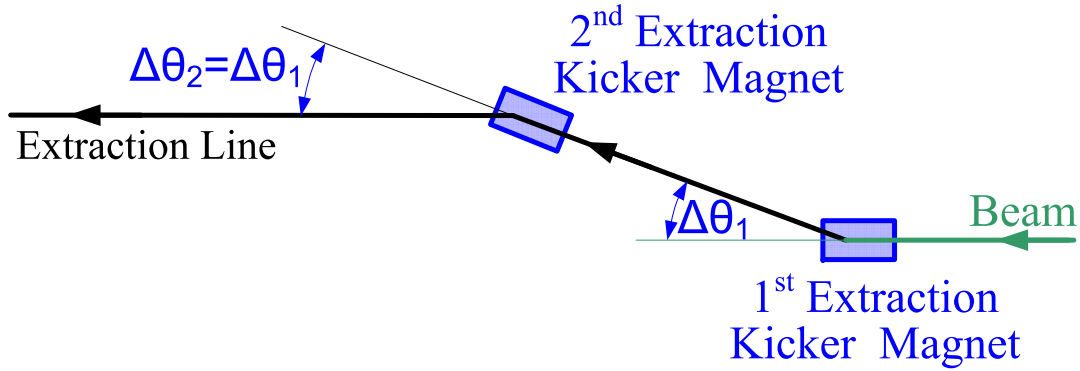 2nd Extraction
Kicker Magnet
Δθ2=Δθ1
Extraction Line
Δθ1
Beam
1st Extraction
Kicker Magnet